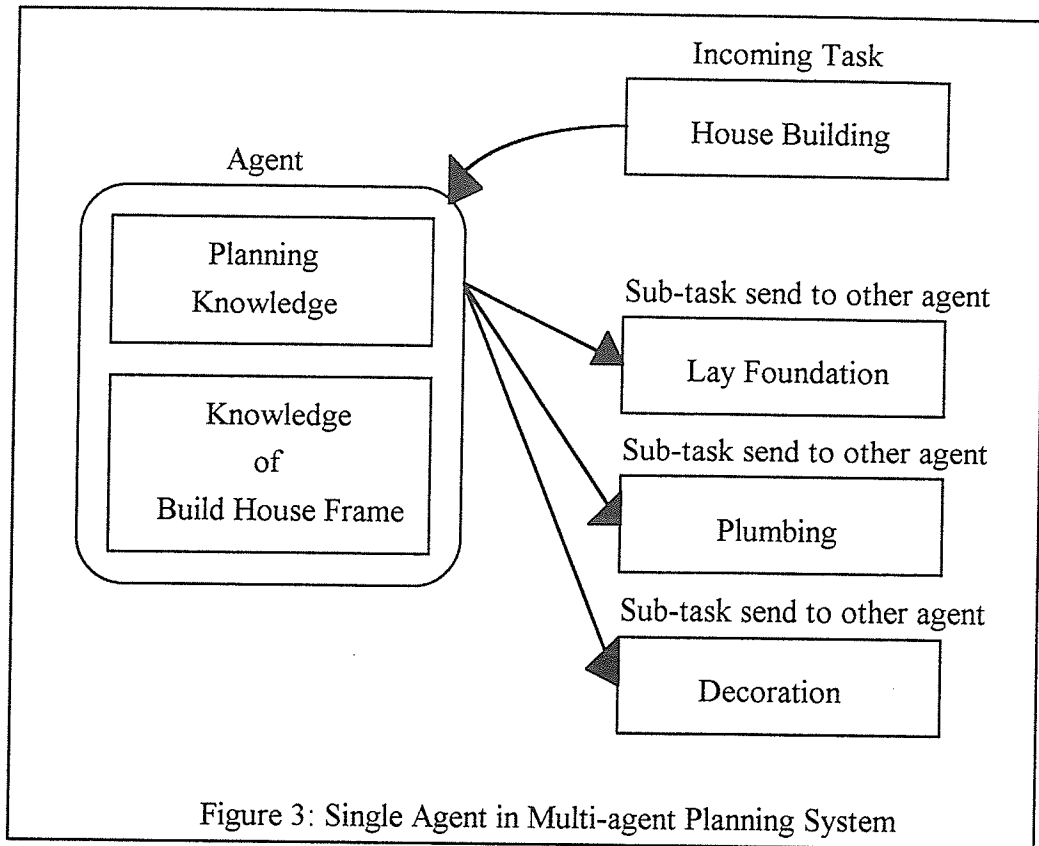 Incoming Task
House Building
Agent
Planning
Knowledge
Knowledge
of
Build House Frame
Sub-task send to other agent
Lay Foundation
Sub-task send to other agent
Plumbing
Sub-task send to other agent
Decoration
Figure 3: Single Agent in Multi-agent Planning System